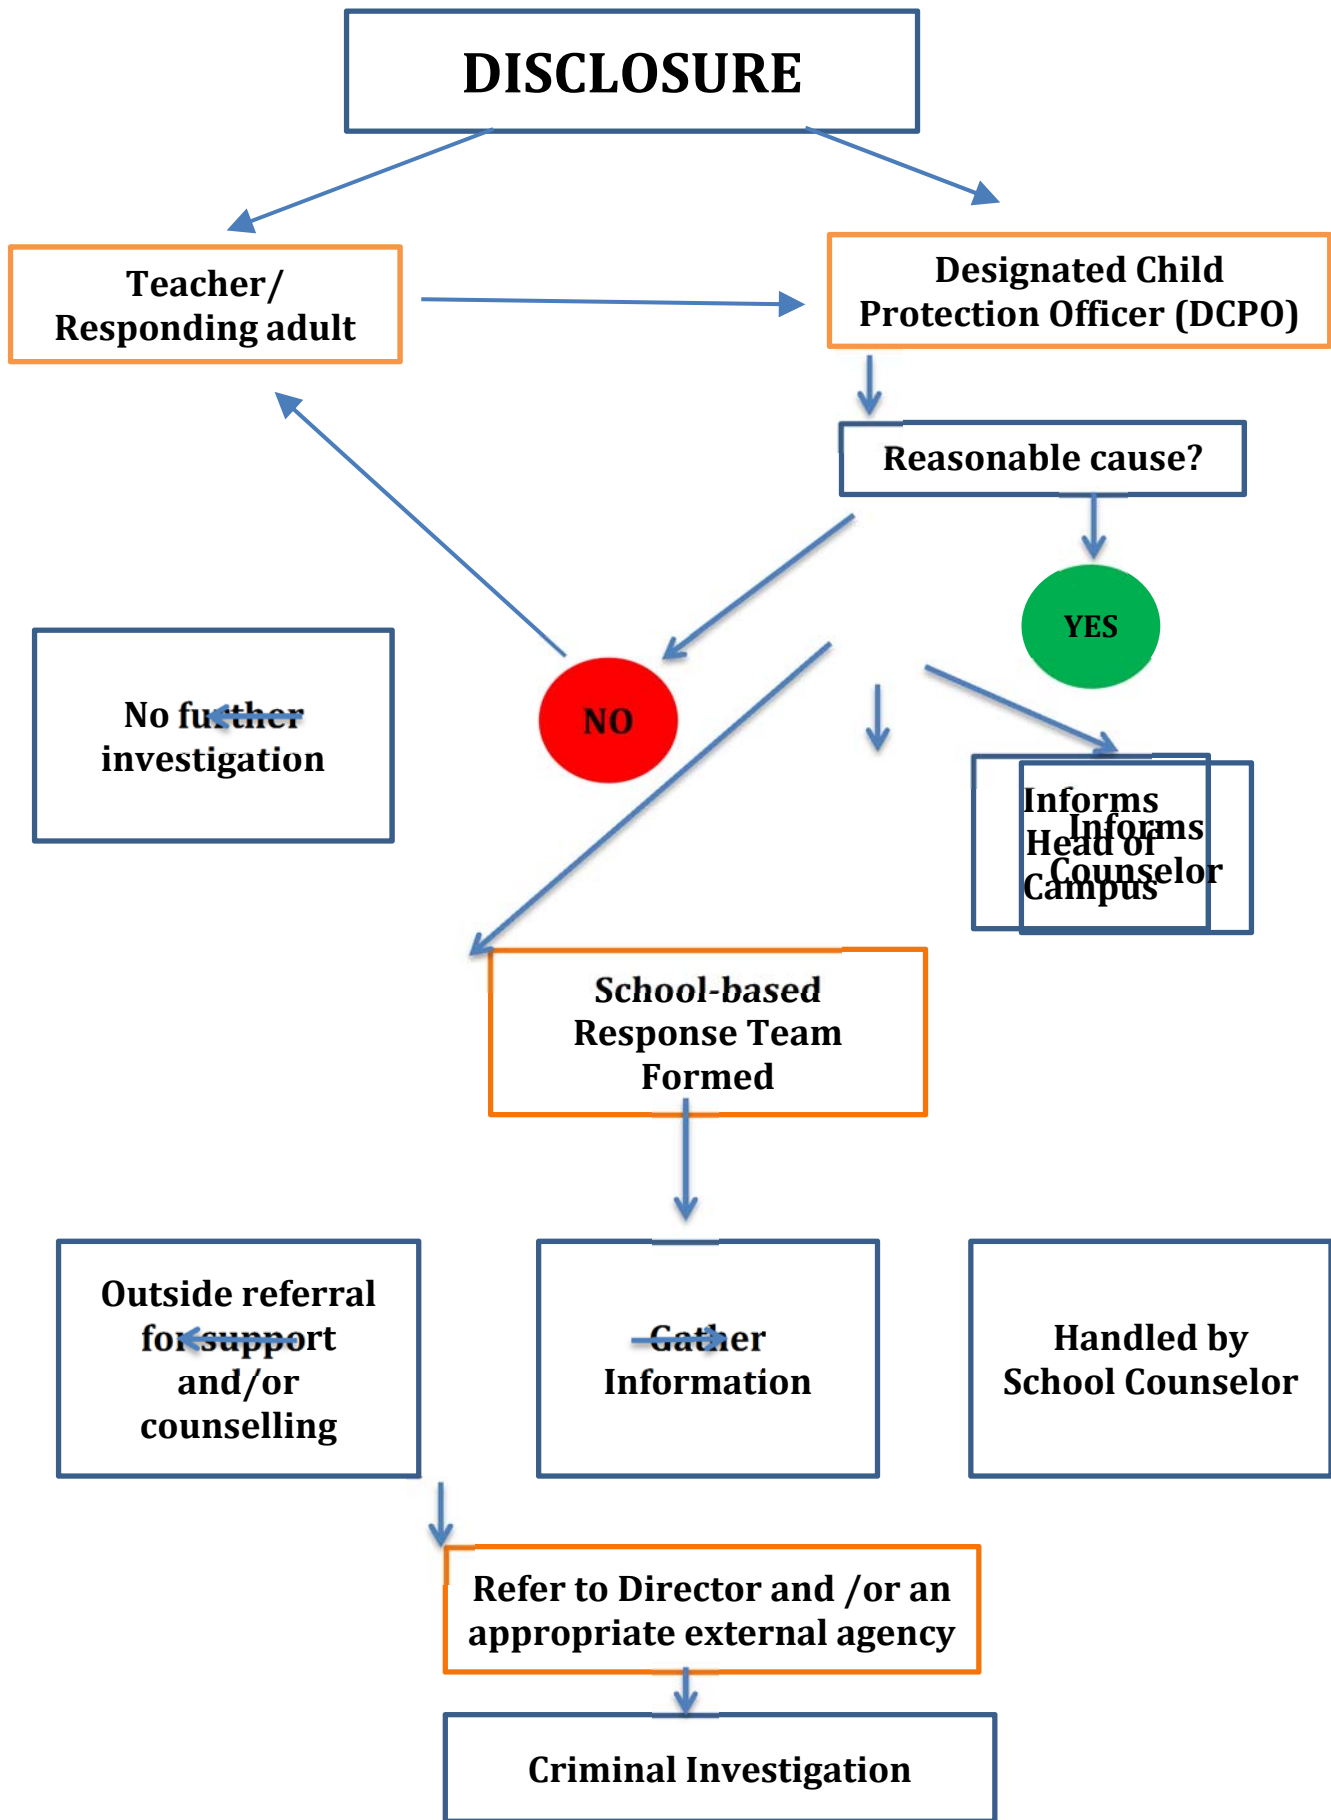 DISCLOSURE
Teacher/
Responding adult
Designated Child
Protection Officer (DCPO)
Reasonable cause?
YES
NO
No further
investigation
Informs
Head of
Campus
Informs
Counselor
School-based
Response Team
Formed
Outside referral
for support
and/or
counselling
Gather
Information
Handled by
School Counselor
Refer to Director and /or an
appropriate external agency
Criminal Investigation